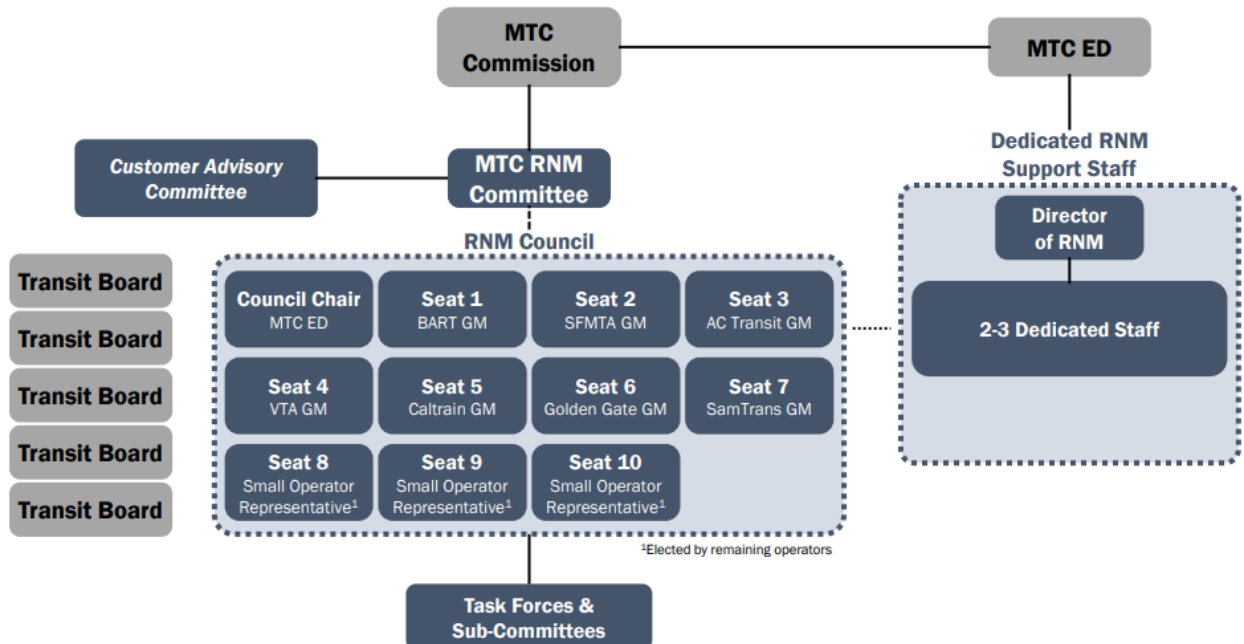 MTC
Commission
MTC ED
Customer Advisory
Committee
MTC RNM
Committee
Dedicated RNM
Support Staff
Director
of RNM
2-3 Dedicated Staff
RNM Council
Transit Board
Transit Board
Transit Board
Transit Board
Transit Board
Council Chair
MTC ED
Seat 1
BART GM
Seat 2
SFMTA GM
Seat 3
AC Transit GM
Seat 4
VTA GM
Seat 5
Caltrain GM
Seat 6
Golden Gate GM
Seat 7
SamTrans GM
Seat 8
Small Operator
Representative¹
Seat 9
Small Operator
Representative¹
Seat 10
Small Operator
Representative¹
¹Elected by remaining operators
Task Forces &
Sub-Committees